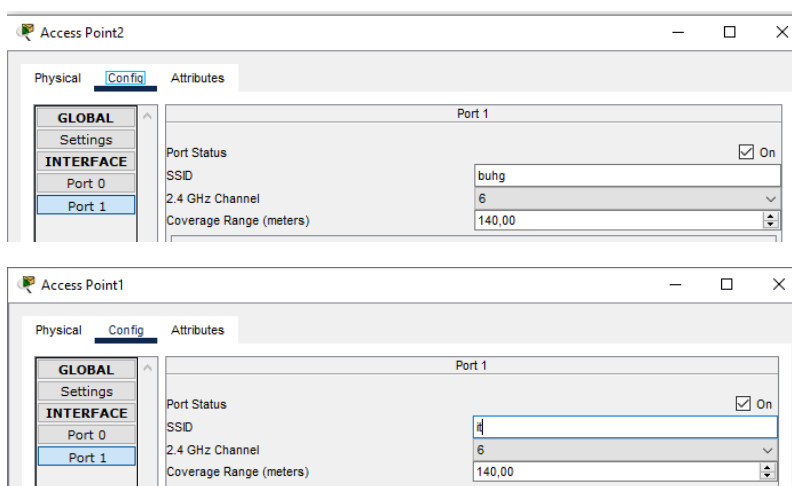 Access Point2
Physical Config Attributes
GLOBAL
Settings
INTERFACE
Port 0
Port 1
Port 1
Port Status On
SSID buhg
2.4 GHz Channel 6
Coverage Range (meters) 140,00
Access Point1
Physical Config Attributes
GLOBAL
Settings
INTERFACE
Port 0
Port 1
Port 1
Port Status On
SSID it
2.4 GHz Channel 6
Coverage Range (meters) 140,00